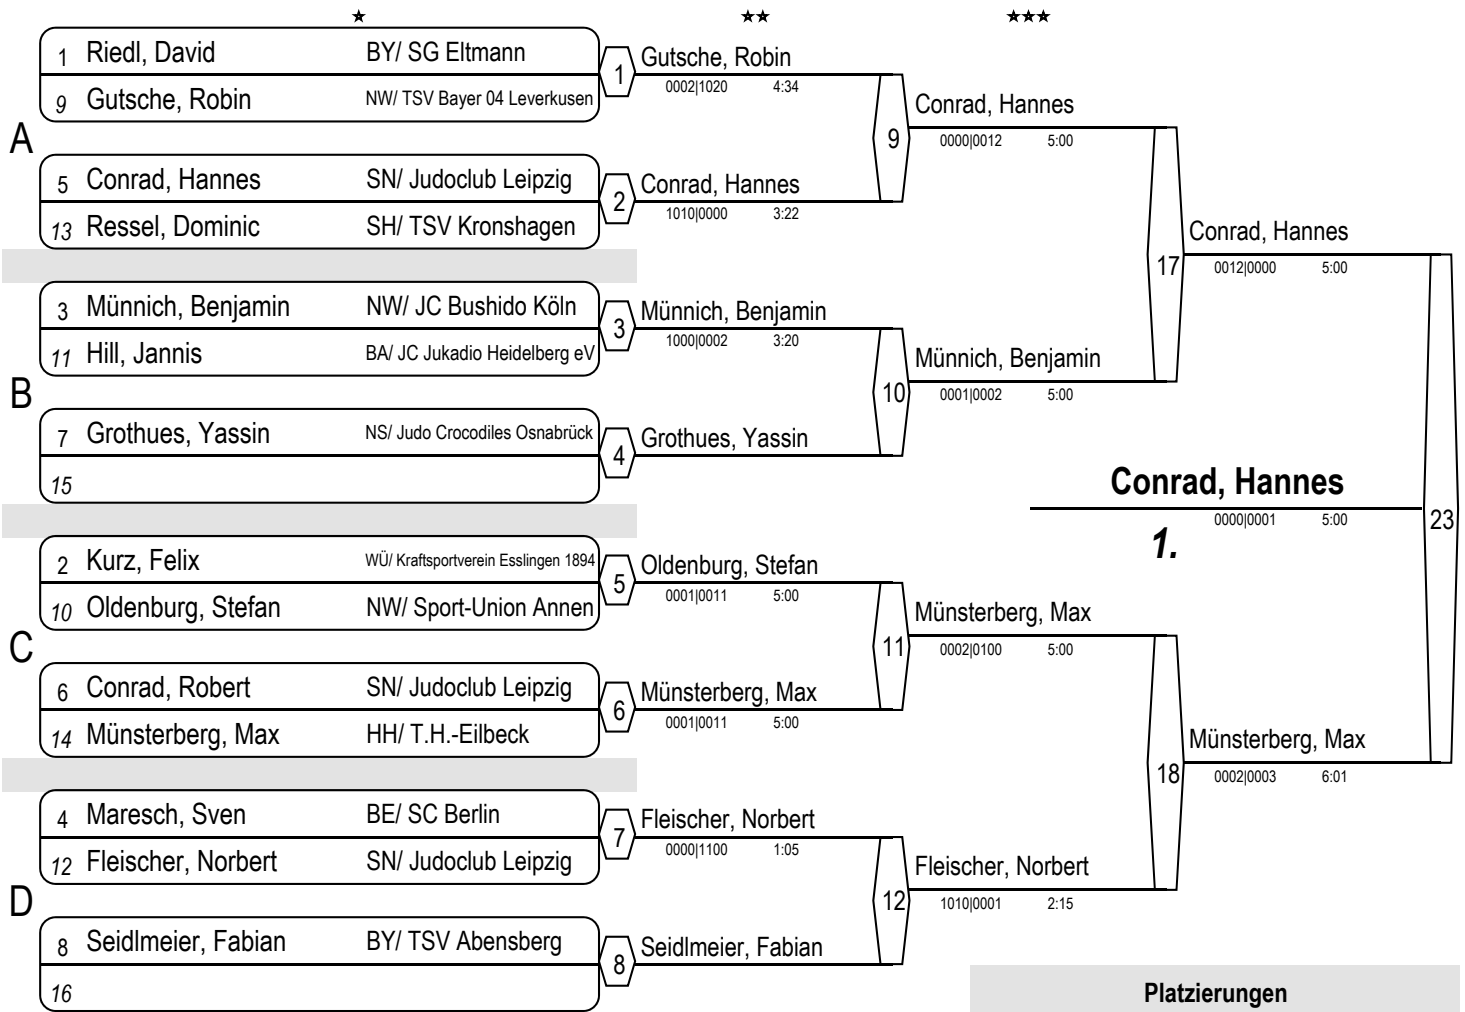 ★ ★★ ★★★
1 Riedl, David BY/ SG Eltmann
9 Gutsche, Robin NW/ TSV Bayer 04 Leverkusen
1 Gutsche, Robin
0002|1020 4:34
A
5 Conrad, Hannes SN/ Judoclub Leipzig
13 Ressel, Dominic SH/ TSV Kronshagen
2 Conrad, Hannes
1010|0000 3:22
9 Conrad, Hannes
0000|0012 5:00
3 Münnich, Benjamin NW/ JC Bushido Köln
11 Hill, Jannis BA/ JC Jukadio Heidelberg eV
3 Münnich, Benjamin
1000|0002 3:20
B
7 Grothues, Yassin NS/ Judo Crocodiles Osnabrück
15
4 Grothues, Yassin
10 Münnich, Benjamin
0001|0002 5:00
17 Conrad, Hannes
0012|0000 5:00
2 Kurz, Felix WÜ/ Kraftsportverein Esslingen 1894
10 Oldenburg, Stefan NW/ Sport-Union Annen
5 Oldenburg, Stefan
0001|0011 5:00
C
6 Conrad, Robert SN/ Judoclub Leipzig
14 Münsterberg, Max HH/ T.H.-Eilbeck
6 Münsterberg, Max
0001|0011 5:00
11 Münsterberg, Max
0002|0100 5:00
4 Maresch, Sven BE/ SC Berlin
12 Fleischer, Norbert SN/ Judoclub Leipzig
7 Fleischer, Norbert
0000|1100 1:05
D
8 Seidlmeier, Fabian BY/ TSV Abensberg
16
8 Seidlmeier, Fabian
12 Fleischer, Norbert
1010|0001 2:15
18 Münsterberg, Max
0002|0003 6:01
23 Conrad, Hannes
0000|0001 5:00
1.
Platzierungen